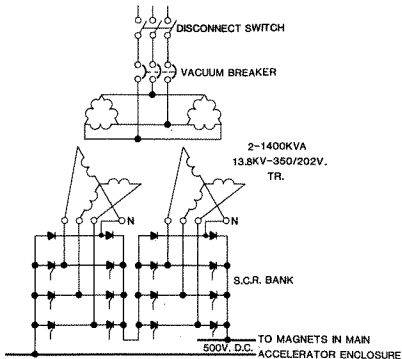 DISCONNECT SWITCH
VACUUM BREAKER
2-1400KVA
13.8KV-350/202V.
TR.
N
N
S.C.R. BANK
500V. D.C.
TO MAGNETS IN MAIN
ACCELERATOR ENCLOSURE